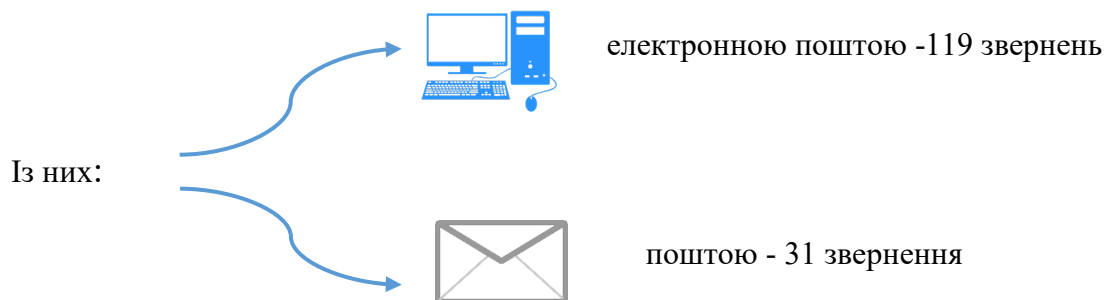 електронною поштою -119 звернень
Із них:
поштою - 31 звернення